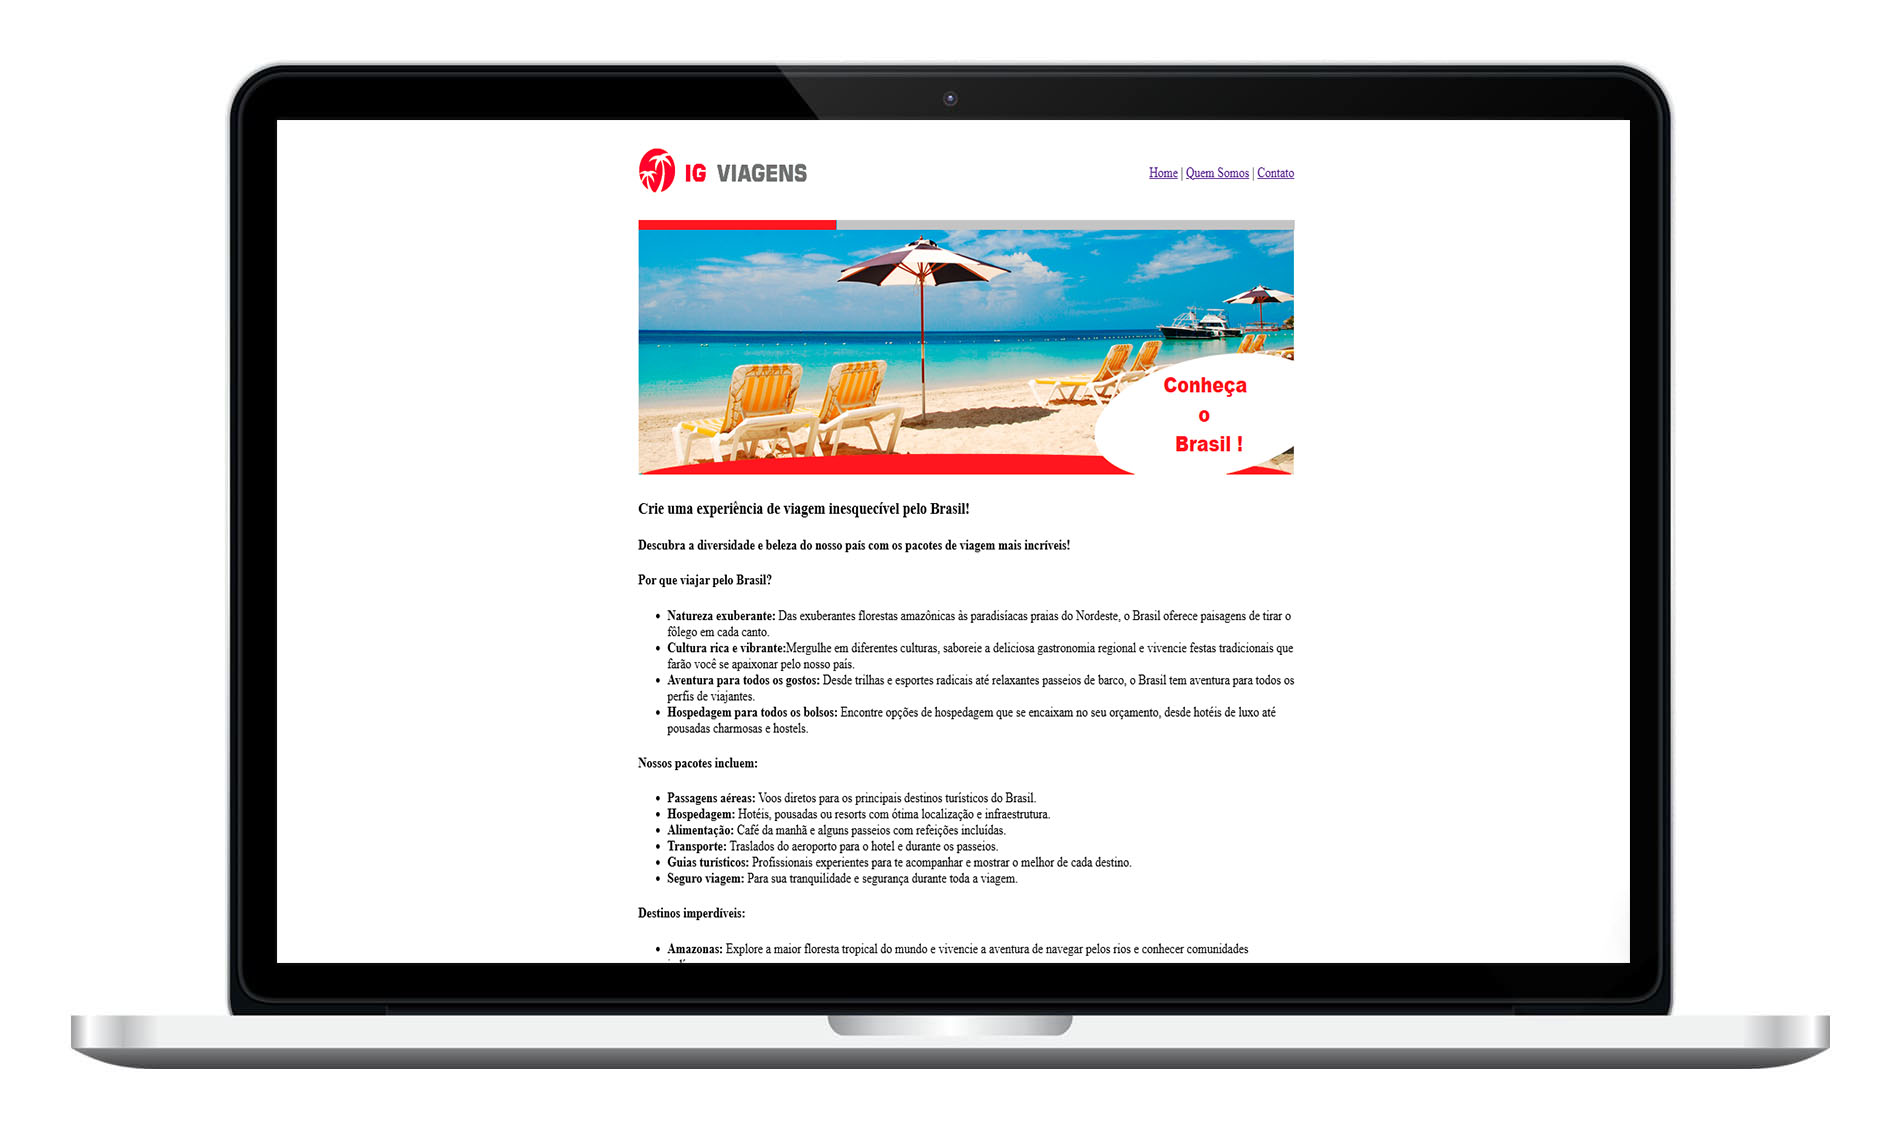 IG VIAGENS
Home | Quem Somos | Contato
Conheça
o
Brasil !
Crie uma experiência de viagem inesquecível pelo Brasil!
Descubra a diversidade e beleza do nosso país com os pacotes de viagem mais incríveis!
Por que viajar pelo Brasil?
• Natureza exuberante: Das exuberantes florestas amazônicas às paradisíacas praias do Nordeste, o Brasil oferece paisagens de tirar o
fôlego em cada canto.
• Cultura rica e vibrante:Mergulhe em diferentes culturas, saboreie a deliciosa gastronomia regional e vivencie festas tradicionais que
farão você se apaixonar pelo nosso país.
• Aventura para todos os gostos: Desde trilhas e esportes radicais até relaxantes passeios de barco, o Brasil tem aventura para todos os
perfis de viajantes.
• Hospedagem para todos os bolsos: Encontre opções de hospedagem que se encaixam no seu orçamento, desde hotéis de luxo até
pousadas charmosas e hostels.
Nossos pacotes incluem:
• Passagens aéreas: Voos diretos para os principais destinos turísticos do Brasil.
• Hospedagem: Hotéis, pousadas ou resorts com ótima localização e infraestrutura.
• Alimentação: Café da manhã e alguns passeios com refeições incluídas.
• Transporte: Traslados do aeroporto para o hotel e durante os passeios.
• Guias turísticos: Profissionais experientes para te acompanhar e mostrar o melhor de cada destino.
• Seguro viagem: Para sua tranquilidade e segurança durante toda a viagem.
Destinos imperdíveis:
• Amazonas: Explore a maior floresta tropical do mundo e vivencie a aventura de navegar pelos rios e conhecer comunidades